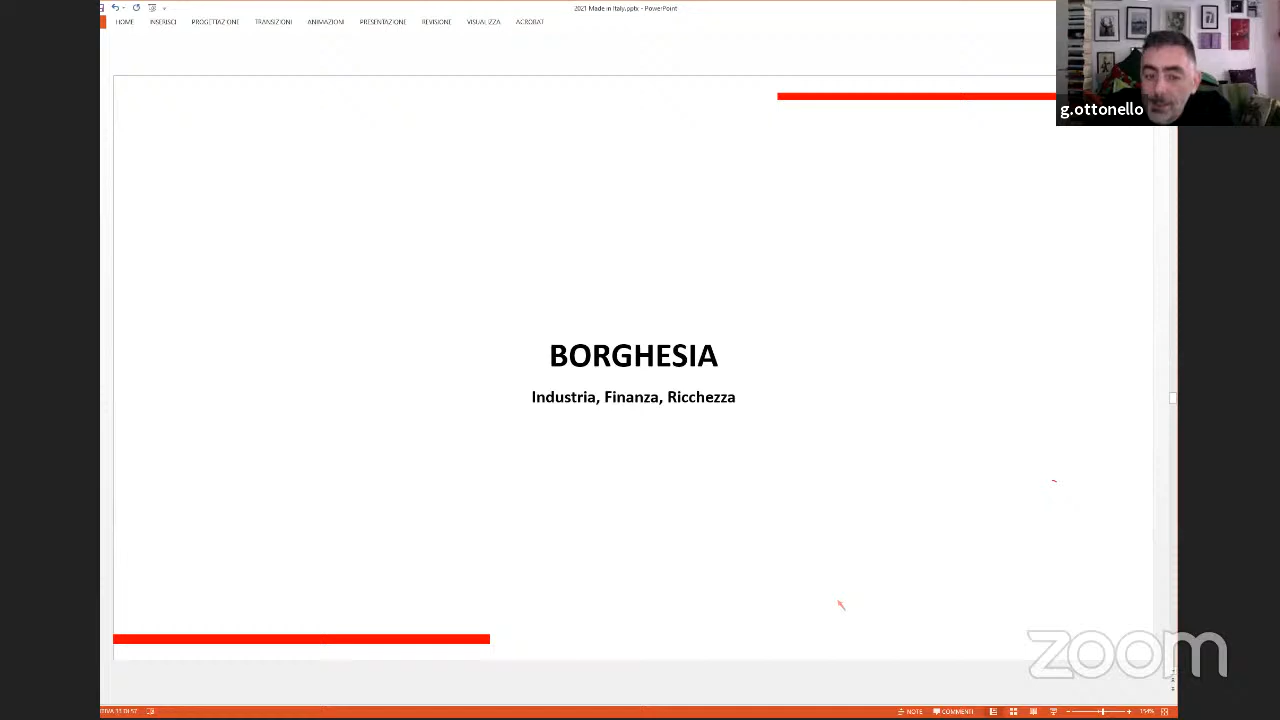 2021 Made in Italy.pptx - PowerPoint
HOME INSERISCI PROGETTAZIONE TRANSIZIONI ANIMAZIONI PRESENTAZIONE REVISIONE VISUALIZZA ACROBAT
g.ottonello
BORGHESIA
Industria, Finanza, Ricchezza
zoom
NOTE COMMENTI 154%